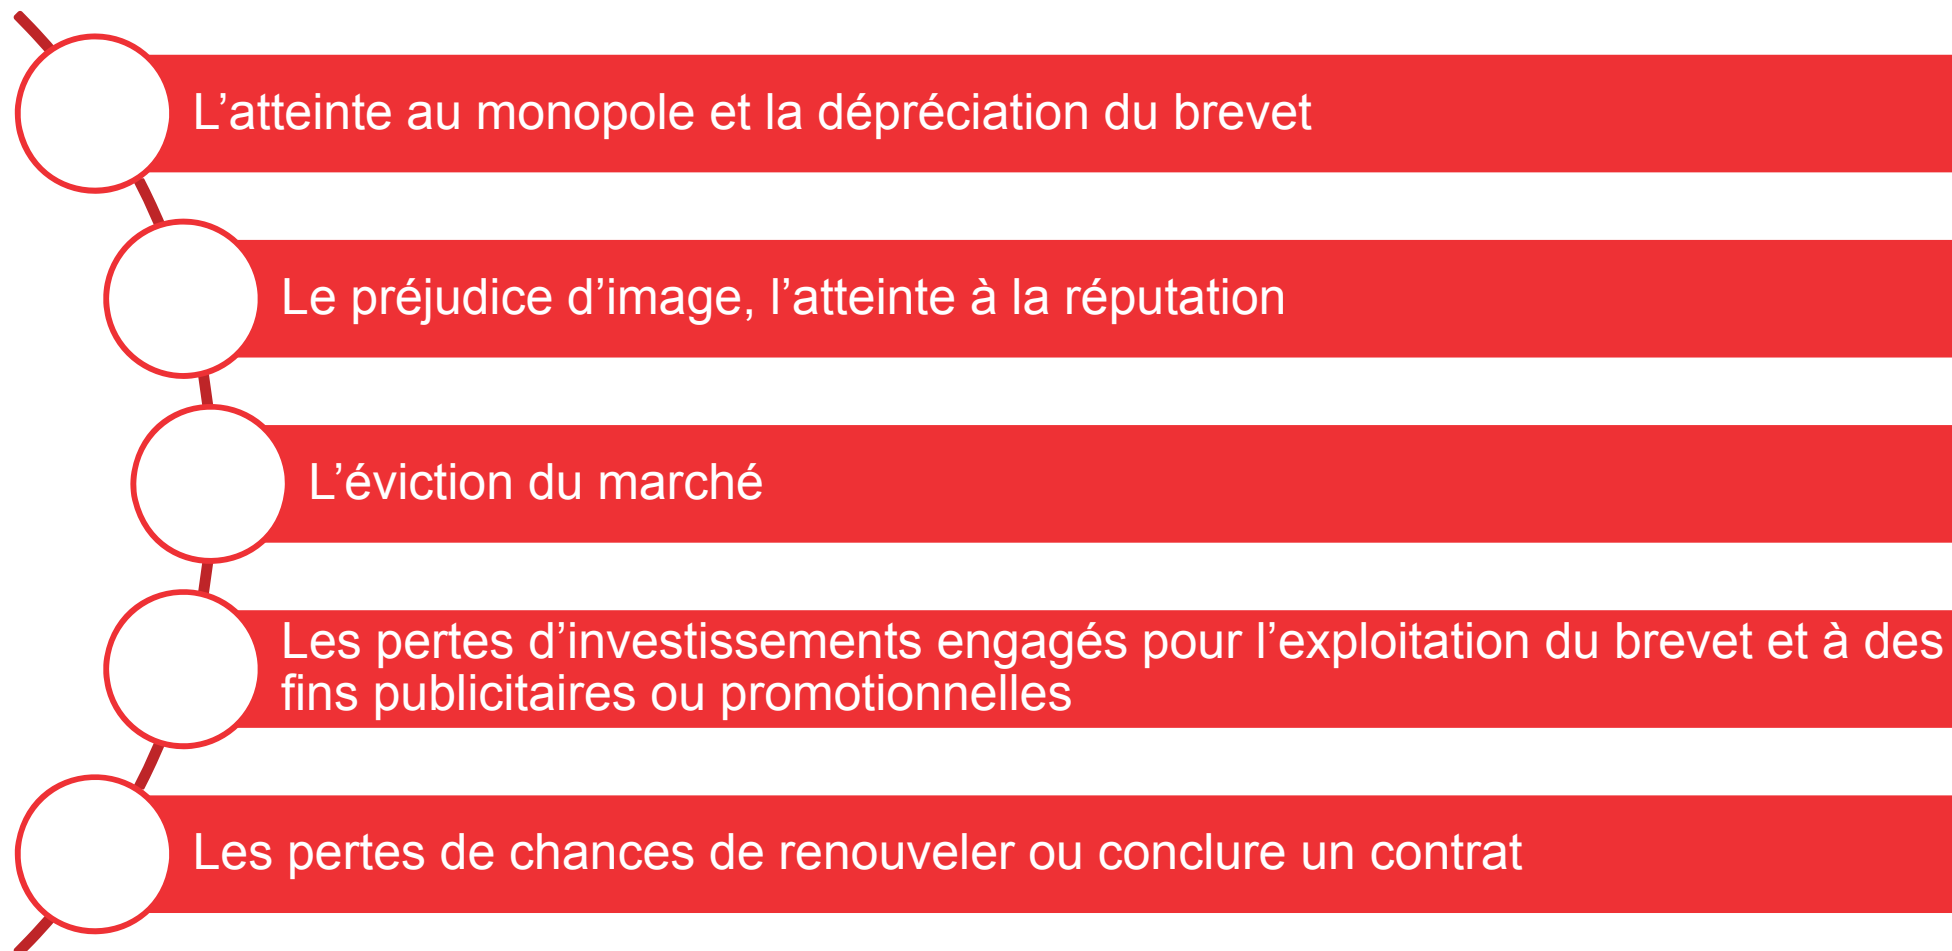 L’atteinte au monopole et la dépréciation du brevet
Le préjudice d’image, l’atteinte à la réputation
L’éviction du marché
Les pertes d’investissements engagés pour l’exploitation du brevet et à des
fins publicitaires ou promotionnelles
Les pertes de chances de renouveler ou conclure un contrat